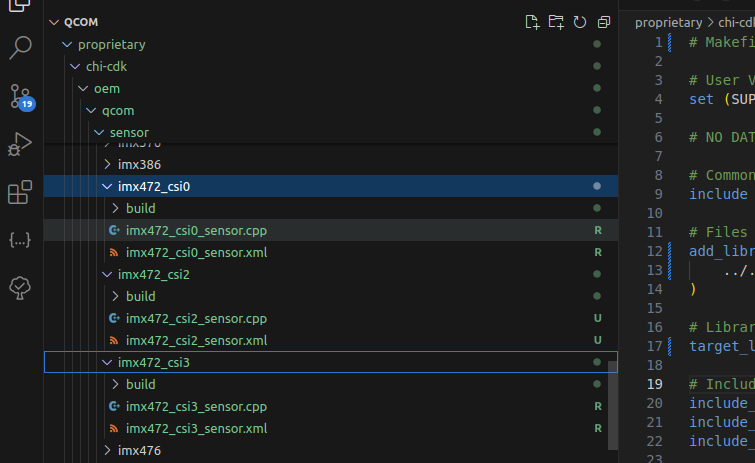 QCOM
proprietary
chi-cdk
oem
qcom
sensor
imx386
imx472_csi0
build
imx472_csi0_sensor.cpp R
imx472_csi0_sensor.xml R
imx472_csi2
build
imx472_csi2_sensor.cpp U
imx472_csi2_sensor.xml U
imx472_csi3
build
imx472_csi3_sensor.cpp R
imx472_csi3_sensor.xml R
imx476
19
{...}
proprietary > chi-cdk
1 # Makefi
2
3 # User V
4 set (SUP
5
6 # NO DAT
7
8 # Common
9 include
10
11 # Files
12 add_libr
13 ../.
14 )
15
16 # Librar
17 target_l
18
19 # Includ
20 include_
21 include_
22 include_
23